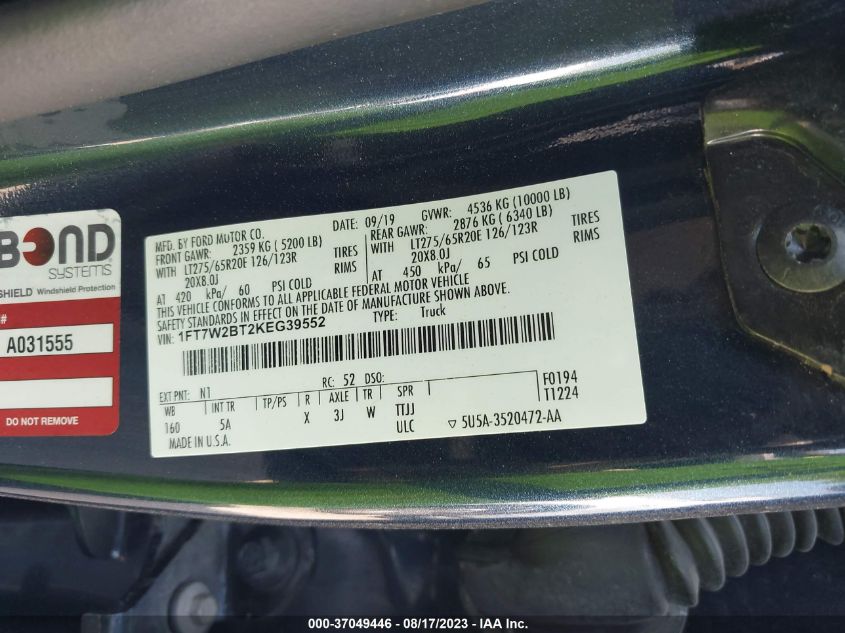 BOND
SYSTEMS
SHIELD Windshield Protection
#
A031555
DO NOT REMOVE
MFD. BY FORD MOTOR CO. DATE: 09/19 GVWR: 4536 KG (10000 LB)
FRONT GAWR: 2359 KG ( 5200 LB) REAR GAWR: 2876 KG ( 6340 LB)
WITH LT275/65R20E 126/123R TIRES WITH LT275/65R20E 126/123R TIRES
20X8.0J RIMS 20X8.0J RIMS
AT 420 kPa/ 60 PSI COLD AT 450 kPa/ 65 PSI COLD
THIS VEHICLE CONFORMS TO ALL APPLICABLE FEDERAL MOTOR VEHICLE
SAFETY STANDARDS IN EFFECT ON THE DATE OF MANUFACTURE SHOWN ABOVE.
VIN: 1FT7W2BT2KEG39552 TYPE: Truck
EXT PNT: N1 RC: 52 DSO: F0194
WB INT TR TP/PS R AXLE TR SPR T1224
160 5A X 3J W TTJJ
ULC ▽ 5U5A-3520472-AA
MADE IN U.S.A.
000-37049446 - 08/17/2023 - IAA Inc.